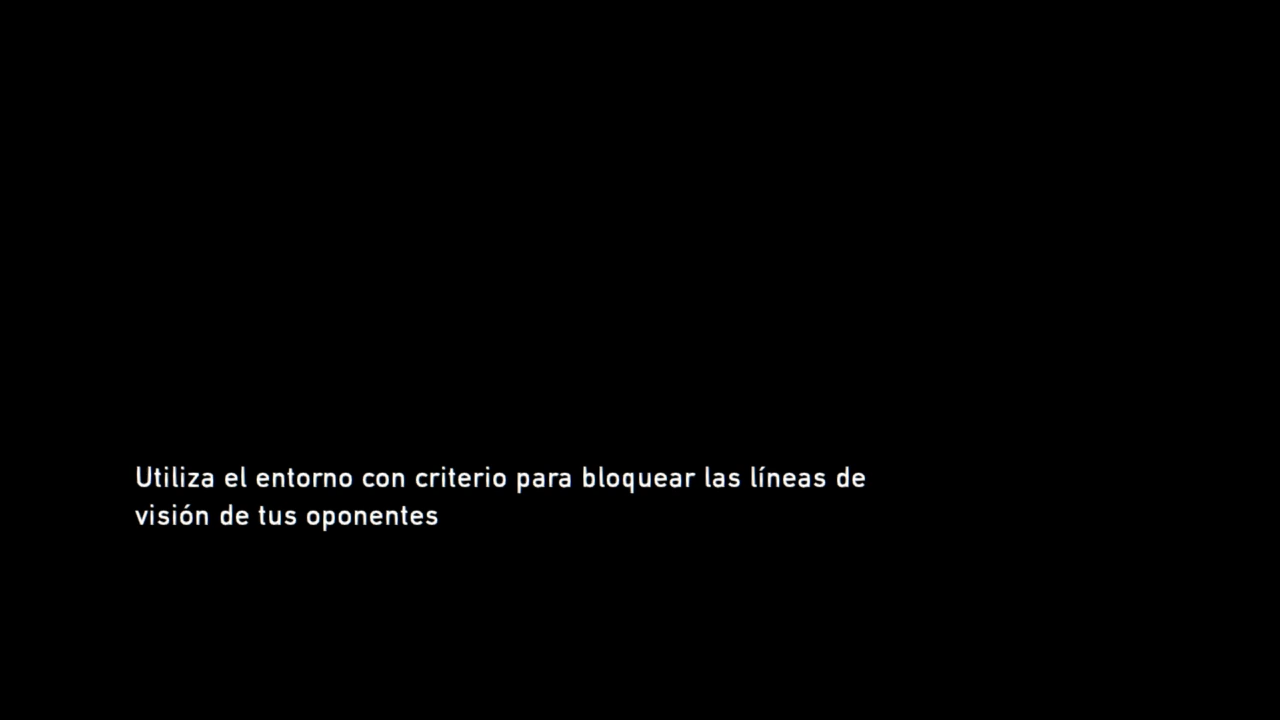 Utiliza el entorno con criterio para bloquear las líneas de
visión de tus oponentes